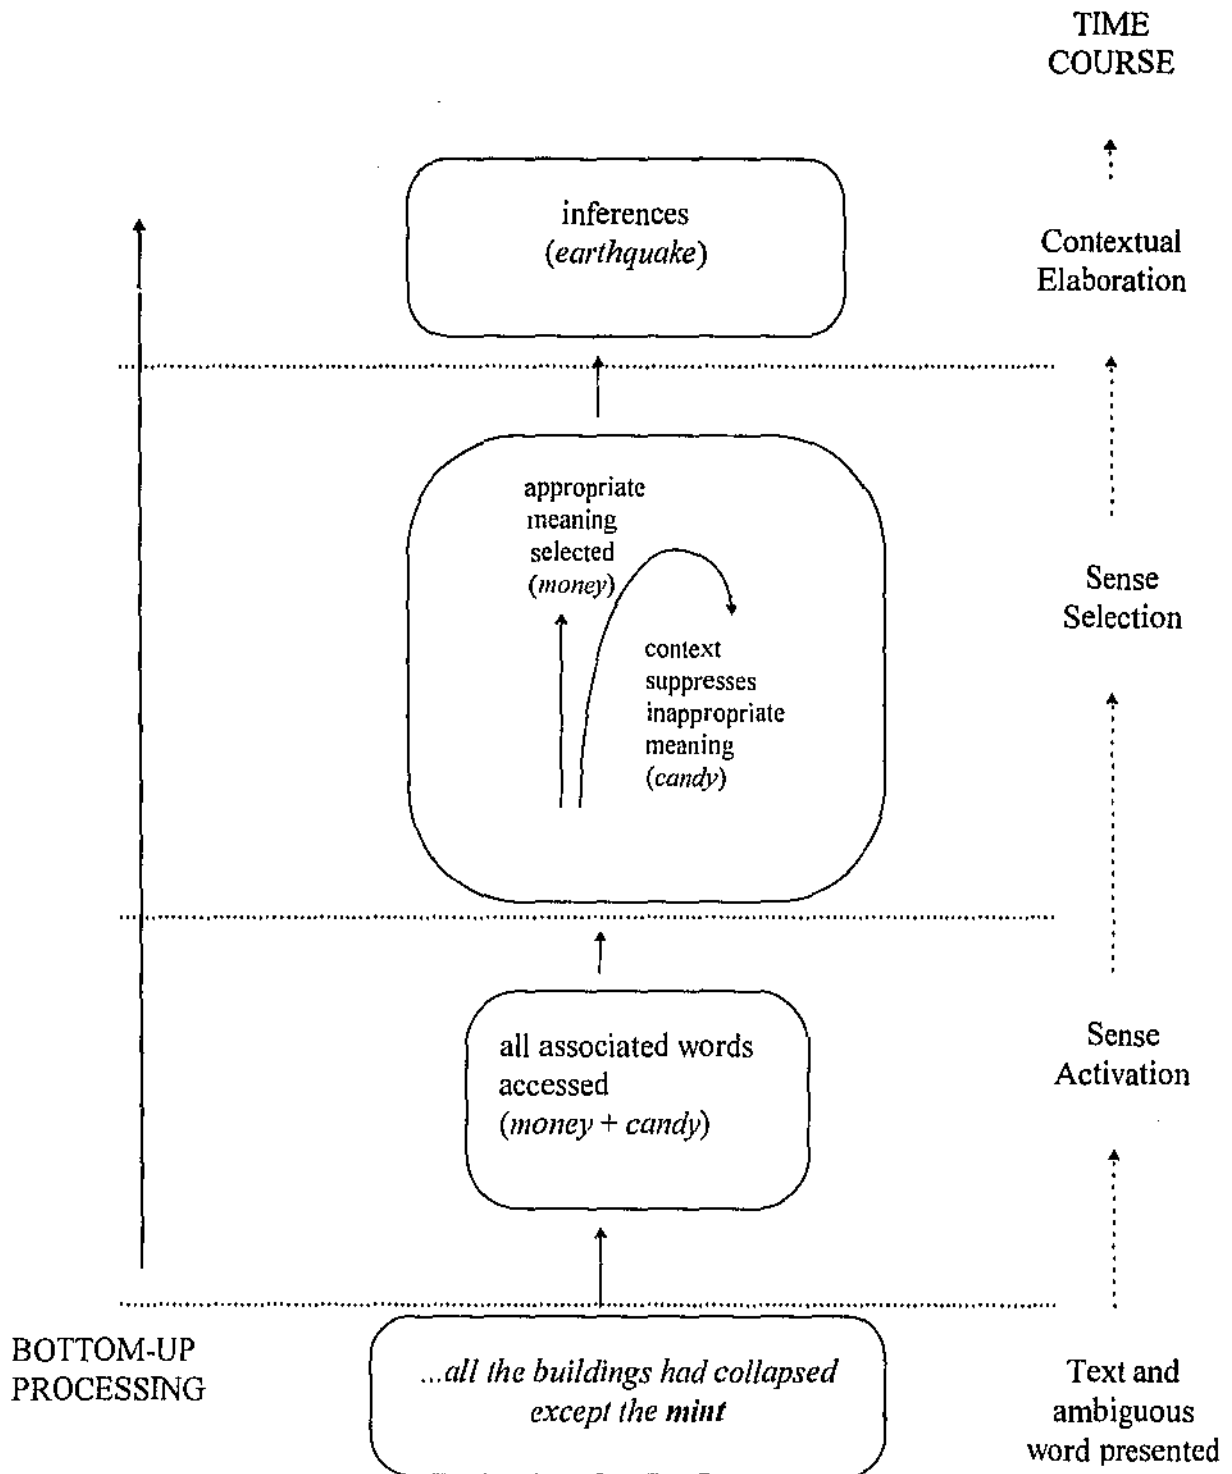 TIME
COURSE
inferences
(earthquake)
Contextual
Elaboration
appropriate
meaning
selected
(money)
context
suppresses
inappropriate
meaning
(candy)
Sense
Selection
all associated words
accessed
(money + candy)
Sense
Activation
BOTTOM-UP
PROCESSING
...all the buildings had collapsed
except the mint
Text and
ambiguous
word presented